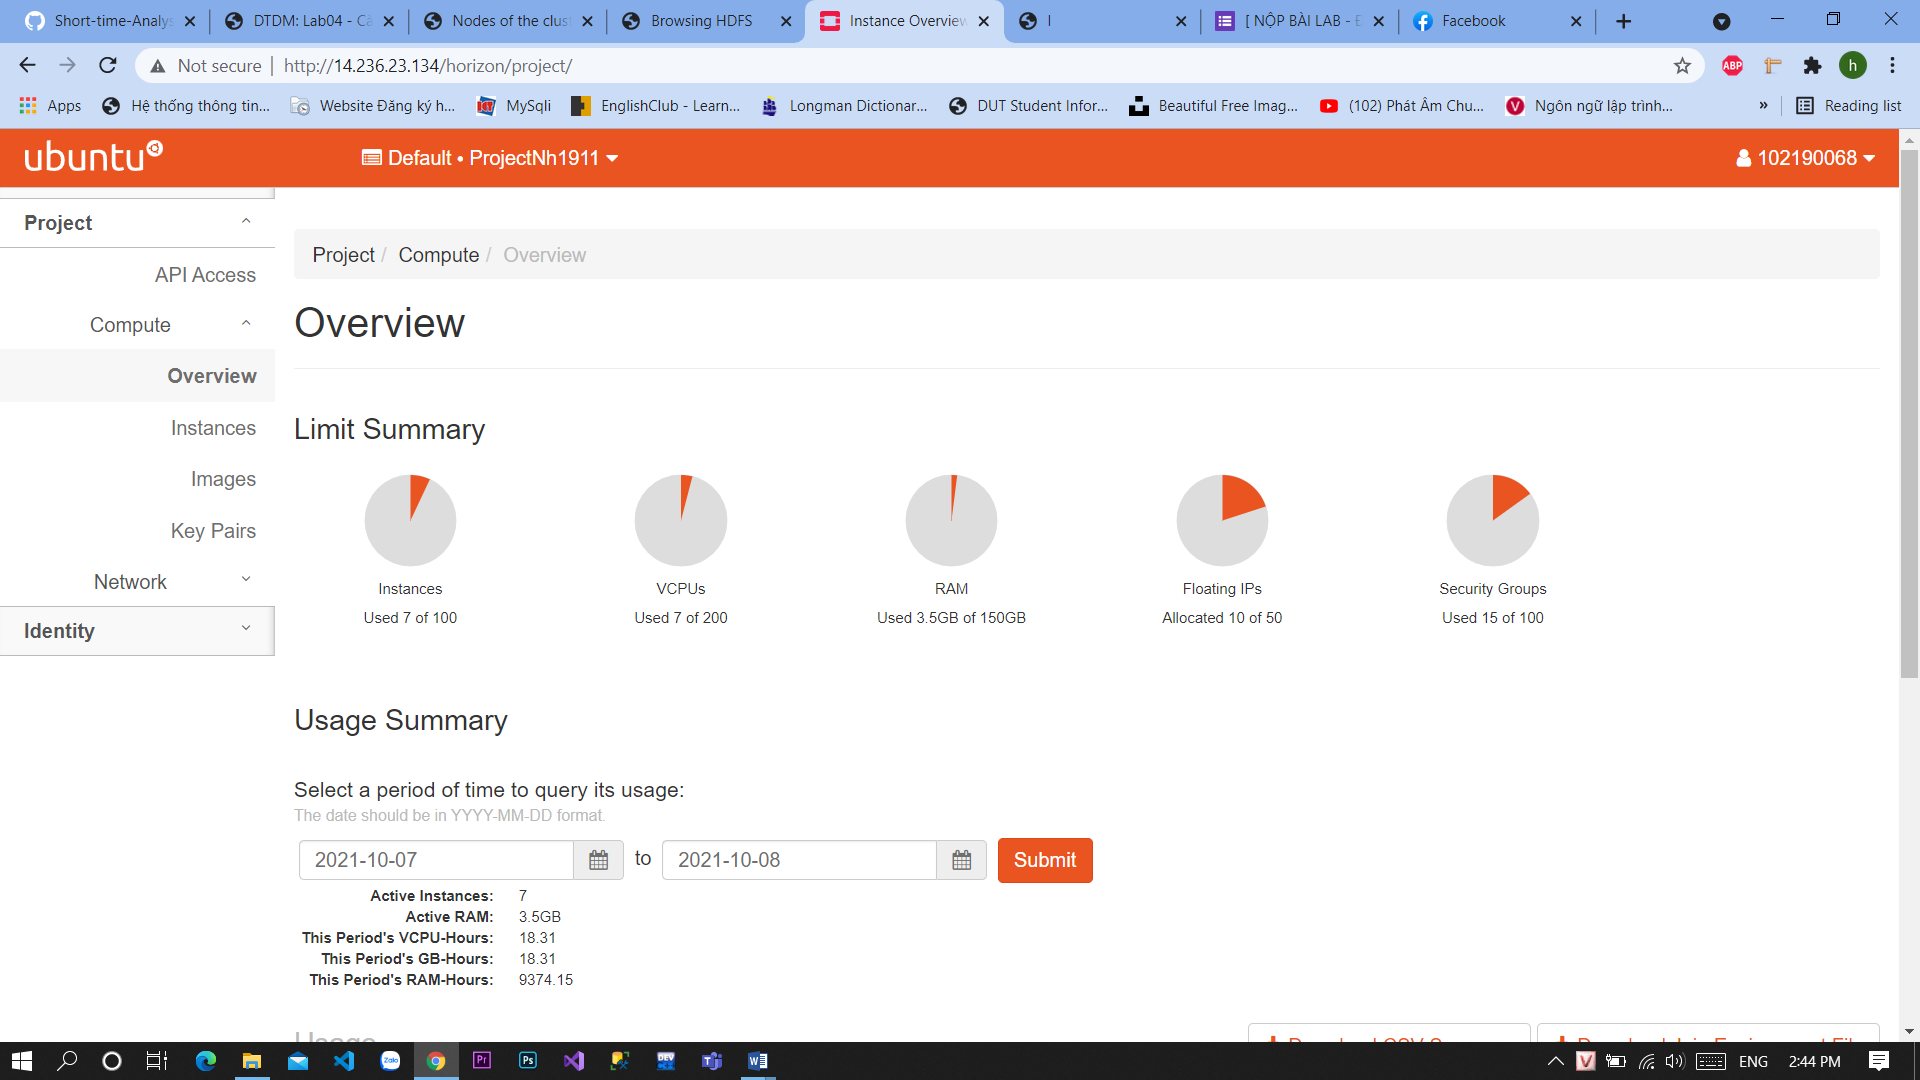 Short-time-Analys
DTDM: Lab04 - Cà
Nodes of the clus
Browsing HDFS
Instance Overview
I
[ NỘP BÀI LAB - Đ
Facebook
Not secure
http://14.236.23.134/horizon/project/
ABP
h
Apps
Hệ thống thông tin...
Website Đăng ký h...
MySqli
EnglishClub - Learn...
Longman Dictionar...
DUT Student Infor...
Beautiful Free Imag...
(102) Phát Âm Chu...
Ngôn ngữ lập trình...
»
Reading list
ubuntu
Default • ProjectNh1911
102190068
Project
API Access
Compute
Overview
Instances
Images
Key Pairs
Network
Identity
Project / Compute / Overview
Overview
Limit Summary
Instances
Used 7 of 100
VCPUs
Used 7 of 200
RAM
Used 3.5GB of 150GB
Floating IPs
Allocated 10 of 50
Security Groups
Used 15 of 100
Usage Summary
Select a period of time to query its usage:
The date should be in YYYY-MM-DD format.
2021-10-07
to
2021-10-08
Submit
Active Instances: 7
Active RAM: 3.5GB
This Period's VCPU-Hours: 18.31
This Period's GB-Hours: 18.31
This Period's RAM-Hours: 9374.15
Usage
Zalo
Pr
Ps
DEV
V
ENG
2:44 PM